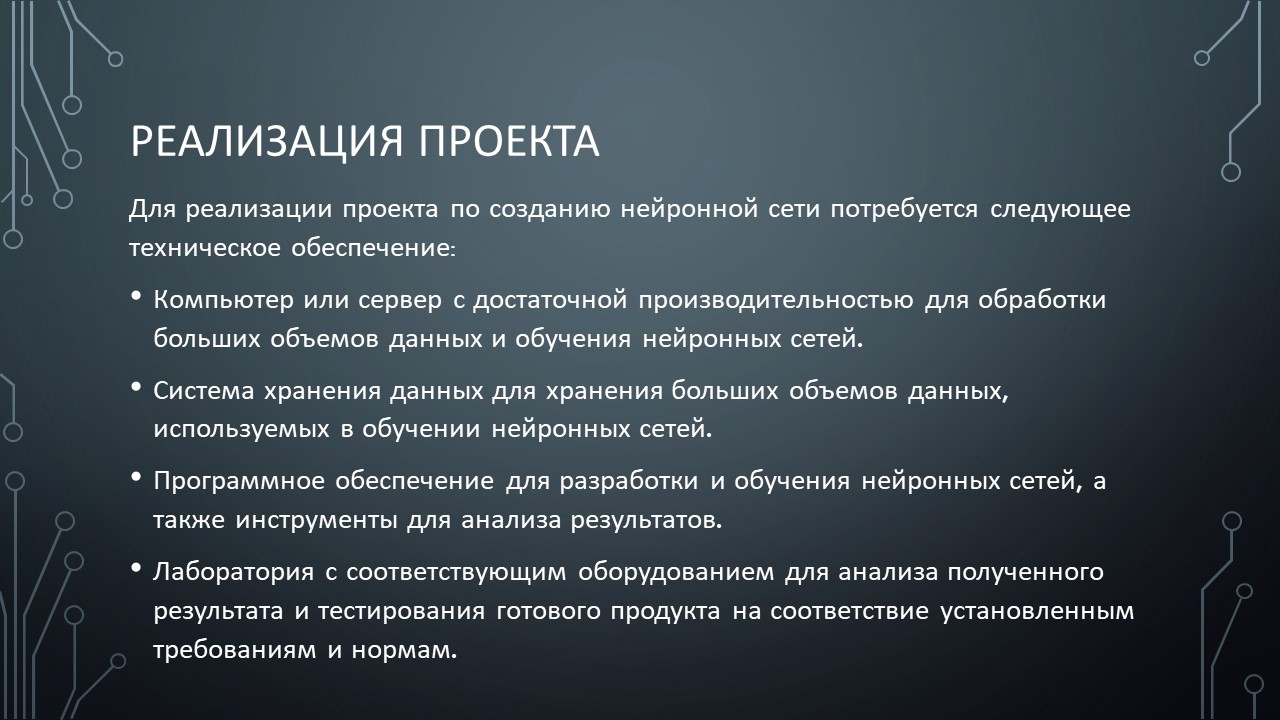 РЕАЛИЗАЦИЯ ПРОЕКТА
Для реализации проекта по созданию нейронной сети потребуется следующее
техническое обеспечение:
• Компьютер или сервер с достаточной производительностью для обработки
больших объемов данных и обучения нейронных сетей.
• Система хранения данных для хранения больших объемов данных,
используемых в обучении нейронных сетей.
• Программное обеспечение для разработки и обучения нейронных сетей, а
также инструменты для анализа результатов.
• Лаборатория с соответствующим оборудованием для анализа полученного
результата и тестирования готового продукта на соответствие установленным
требованиям и нормам.